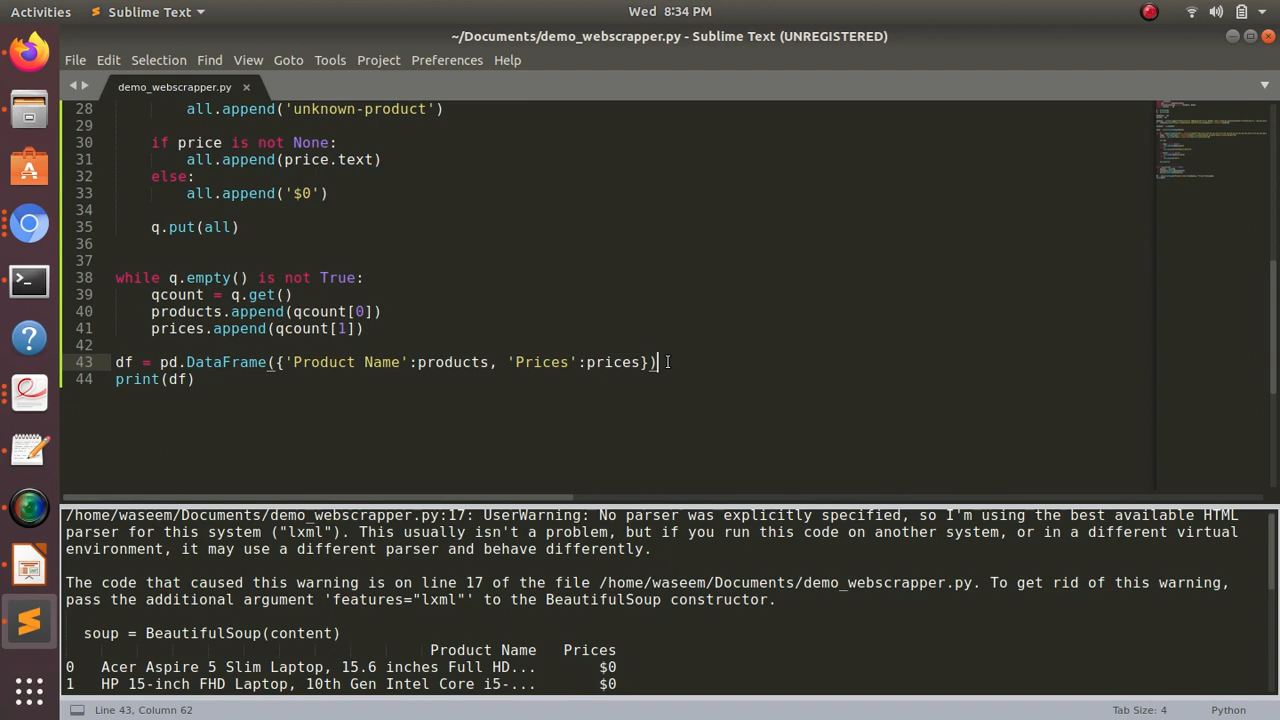 Activities Sublime Text Wed 8:34 PM
~/Documents/demo_webscrapper.py - Sublime Text (UNREGISTERED)
File Edit Selection Find View Goto Tools Project Preferences Help
demo_webscrapper.py ×
28 all.append('unknown-product')
29
30 if price is not None:
31 all.append(price.text)
32 else:
33 all.append('$0')
34
35 q.put(all)
36
37
38 while q.empty() is not True:
39 qcount = q.get()
40 products.append(qcount[0])
41 prices.append(qcount[1])
42
43 df = pd.DataFrame({'Product Name':products, 'Prices':prices})
44 print(df)
/home/waseem/Documents/demo_webscrapper.py:17: UserWarning: No parser was explicitly specified, so I'm using the best available HTML
parser for this system ("lxml"). This usually isn't a problem, but if you run this code on another system, or in a different virtual
environment, it may use a different parser and behave differently.
The code that caused this warning is on line 17 of the file /home/waseem/Documents/demo_webscrapper.py. To get rid of this warning,
pass the additional argument 'features="lxml"' to the BeautifulSoup constructor.
soup = BeautifulSoup(content)
Product Name Prices
0 Acer Aspire 5 Slim Laptop, 15.6 inches Full HD... $0
1 HP 15-inch FHD Laptop, 10th Gen Intel Core i5-... $0
Line 43, Column 62 Tab Size: 4 Python